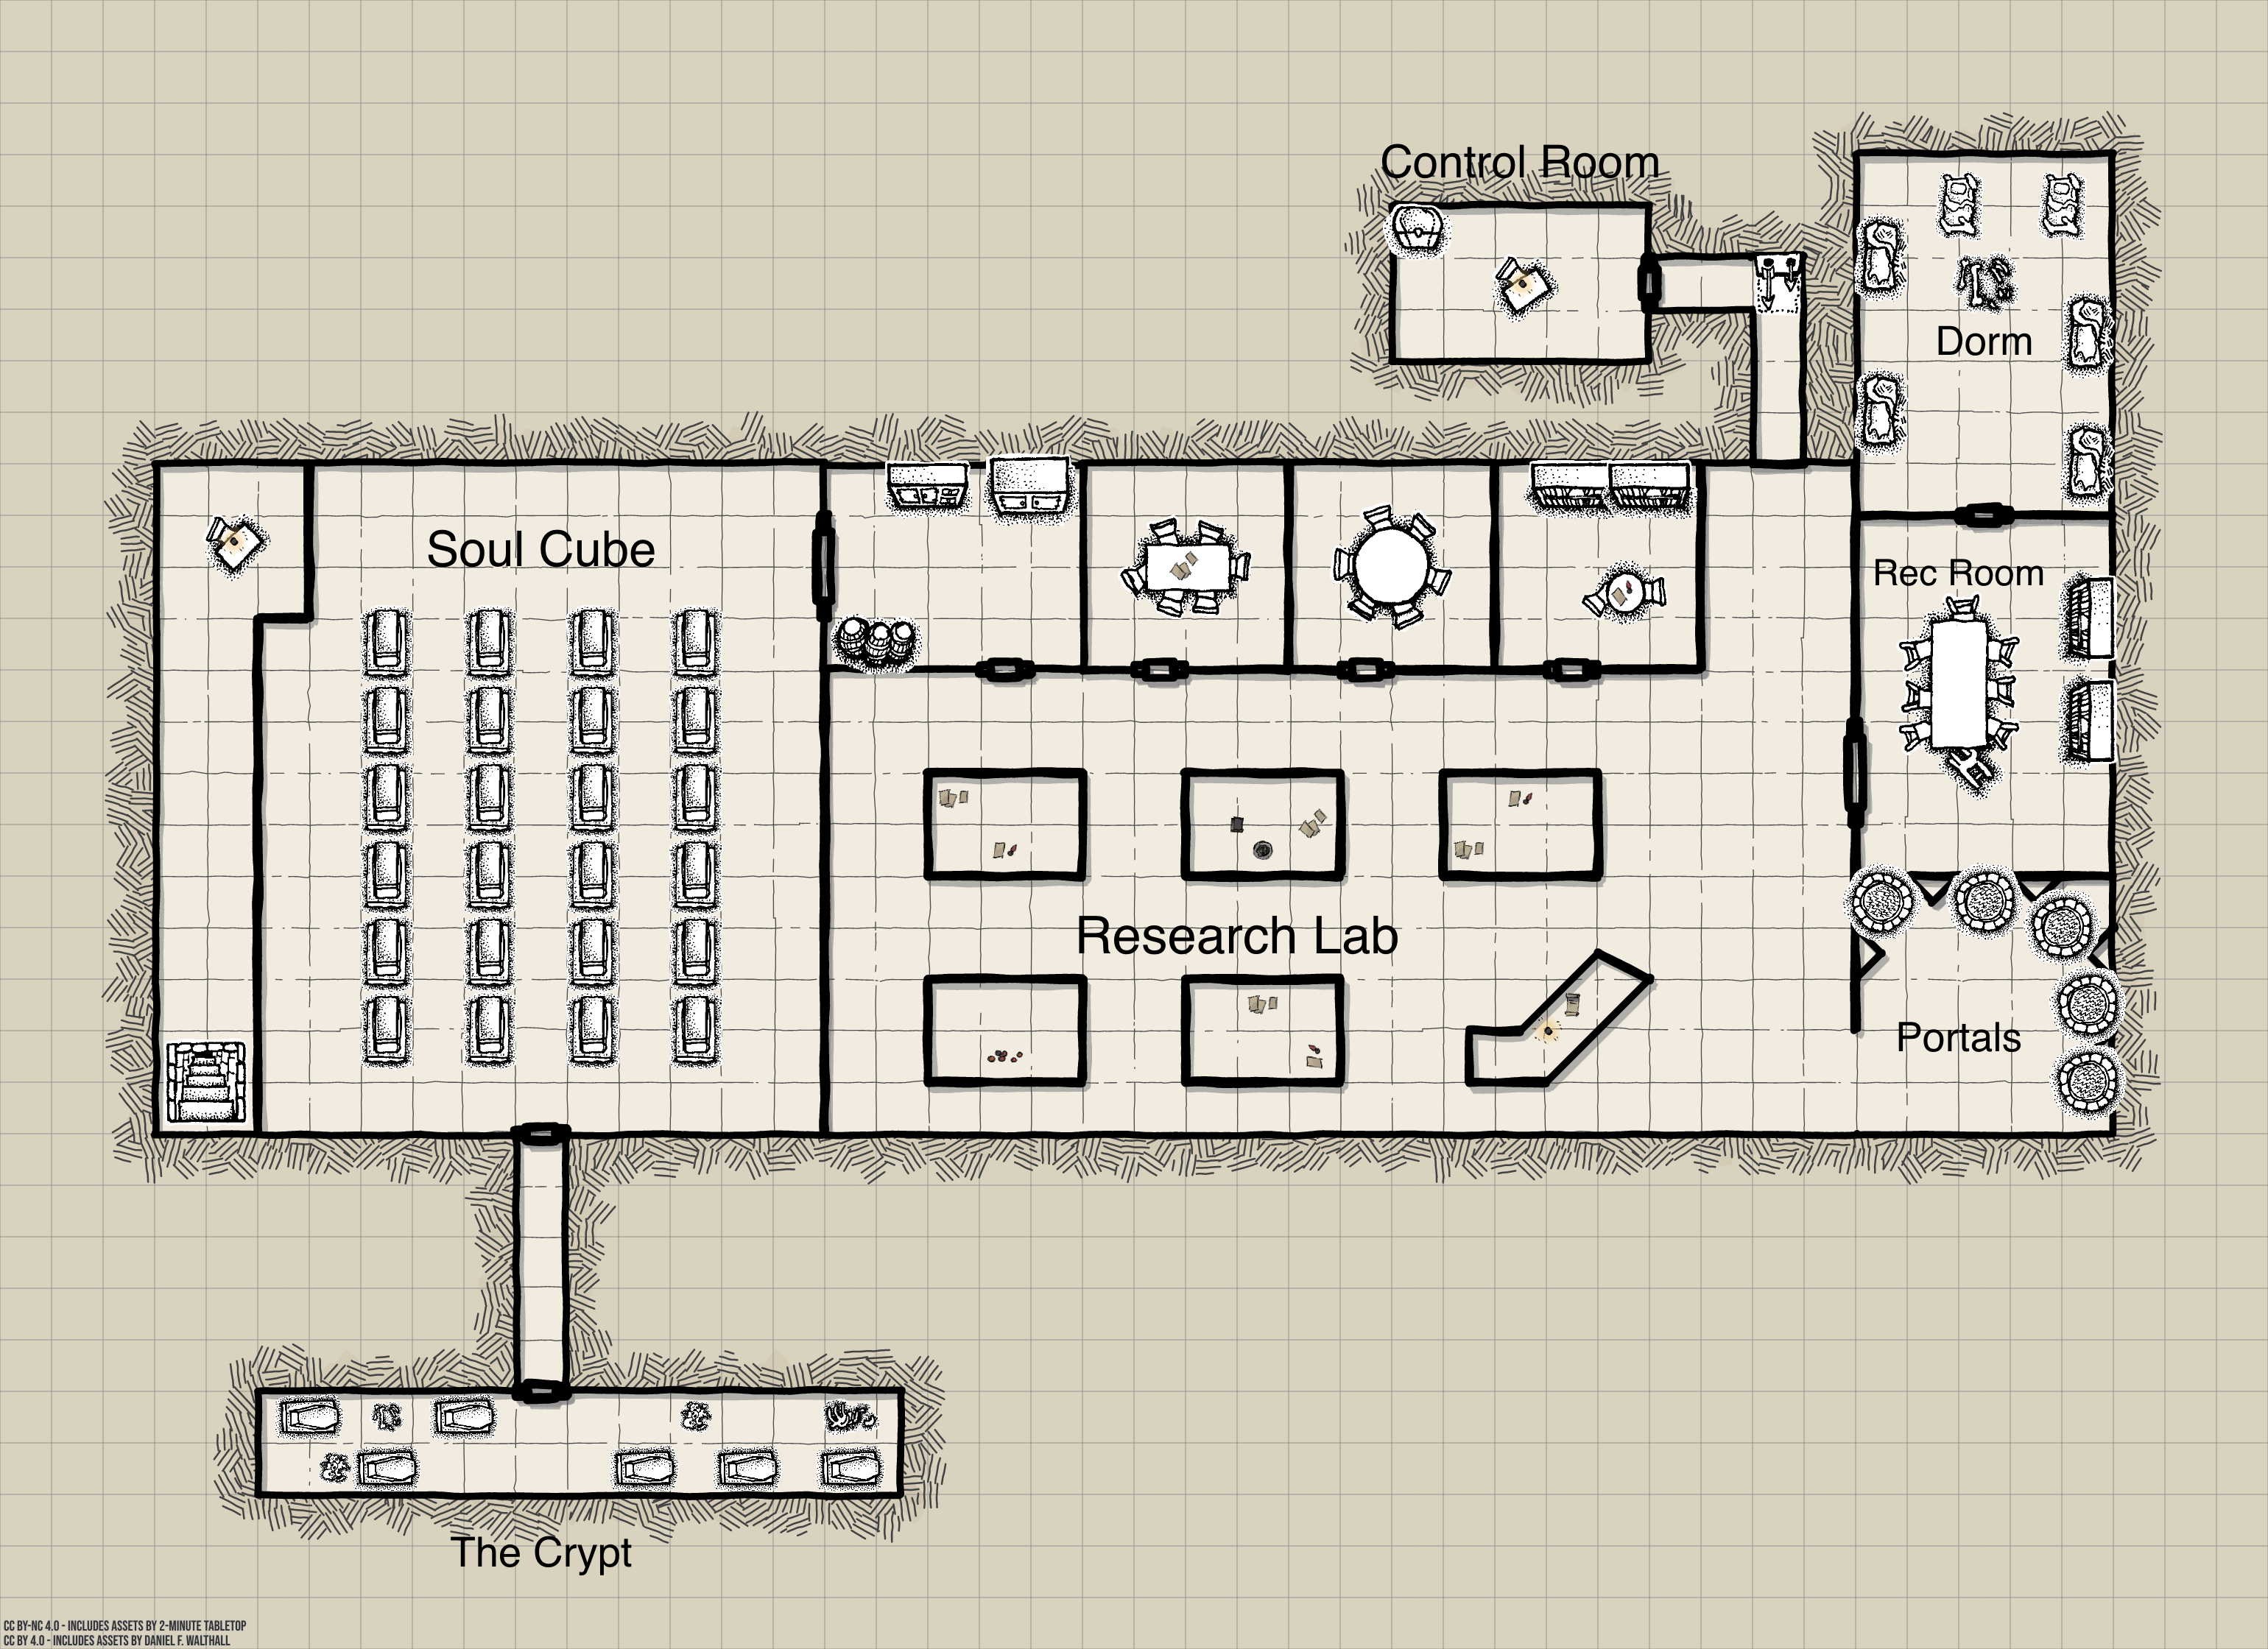 Control Room
Dorm
Soul Cube
Rec Room
Research Lab
Portals
The Crypt
CC BY-NC 4.0 - INCLUDES ASSETS BY 2-MINUTE TABLETOP
CC BY 4.0 - INCLUDES ASSETS BY DANIEL F. WALTHALL